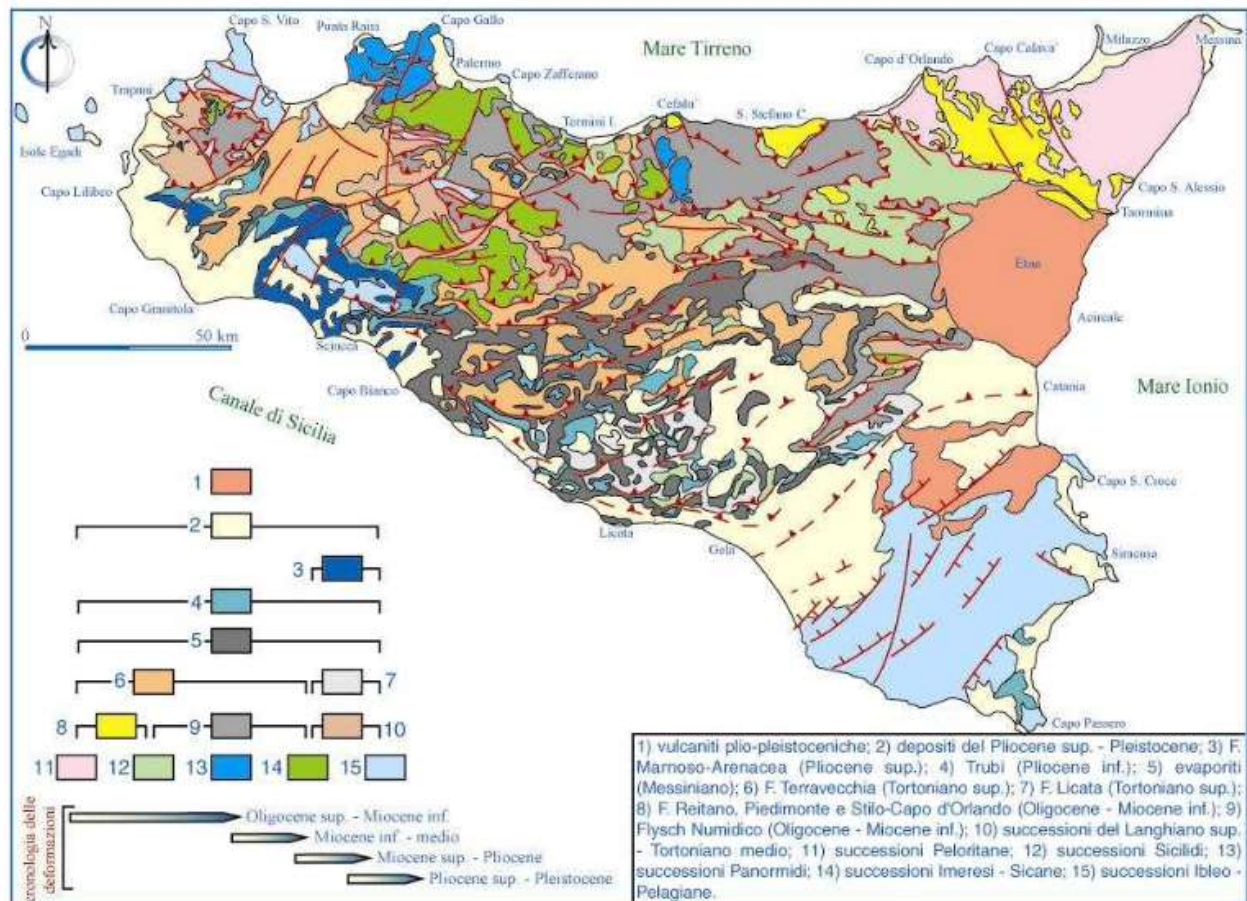 N
Capo S. Vito
Punta Raisi
Capo Gallo
Mare Tirreno
Milazzo
Messina
Capo Calava'
Capo d'Orlando
Palermo
Capo Zafferano
Trapani
Cefalu'
S. Stefano C.
Termini I.
Isole Egadi
Capo Lilibeo
Capo S. Alessio
Taormina
Etna
Capo Granitola
Acireale
0 50 km
Sciacca
Capo Bianco
Catania
Mare Ionio
Canale di Sicilia
Capo S. Croce
Licata
Gela
Siracusa
Capo Passero
1
2
3
4
5
6 7
8 9 10
11 12 13 14 15
cronologia delle
deformazioni
Oligocene sup. - Miocene inf.
Miocene inf. - medio
Miocene sup. - Pliocene
Pliocene sup. - Pleistocene
1) vulcaniti plio-pleistoceniche; 2) depositi del Pliocene sup. - Pleistocene; 3) F.
Marnoso-Arenacea (Pliocene sup.); 4) Trubi (Pliocene inf.); 5) evaporiti
(Messiniano); 6) F. Terravecchia (Tortoniano sup.); 7) F. Licata (Tortoniano sup.);
8) F. Reitano, Piedimonte e Stilo-Capo d'Orlando (Oligocene - Miocene inf.); 9)
Flysch Numidico (Oligocene - Miocene inf.); 10) successioni del Langhiano sup.
- Tortoniano medio; 11) successioni Peloritane; 12) successioni Sicilidi; 13)
successioni Panormidi; 14) successioni Imeresi - Sicane; 15) successioni Ibleo -
Pelagiane.